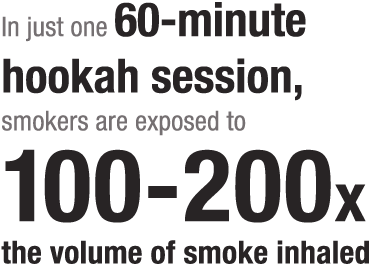 In just one 60-minute
hookah session,
smokers are exposed to
100-200x
the volume of smoke inhaled